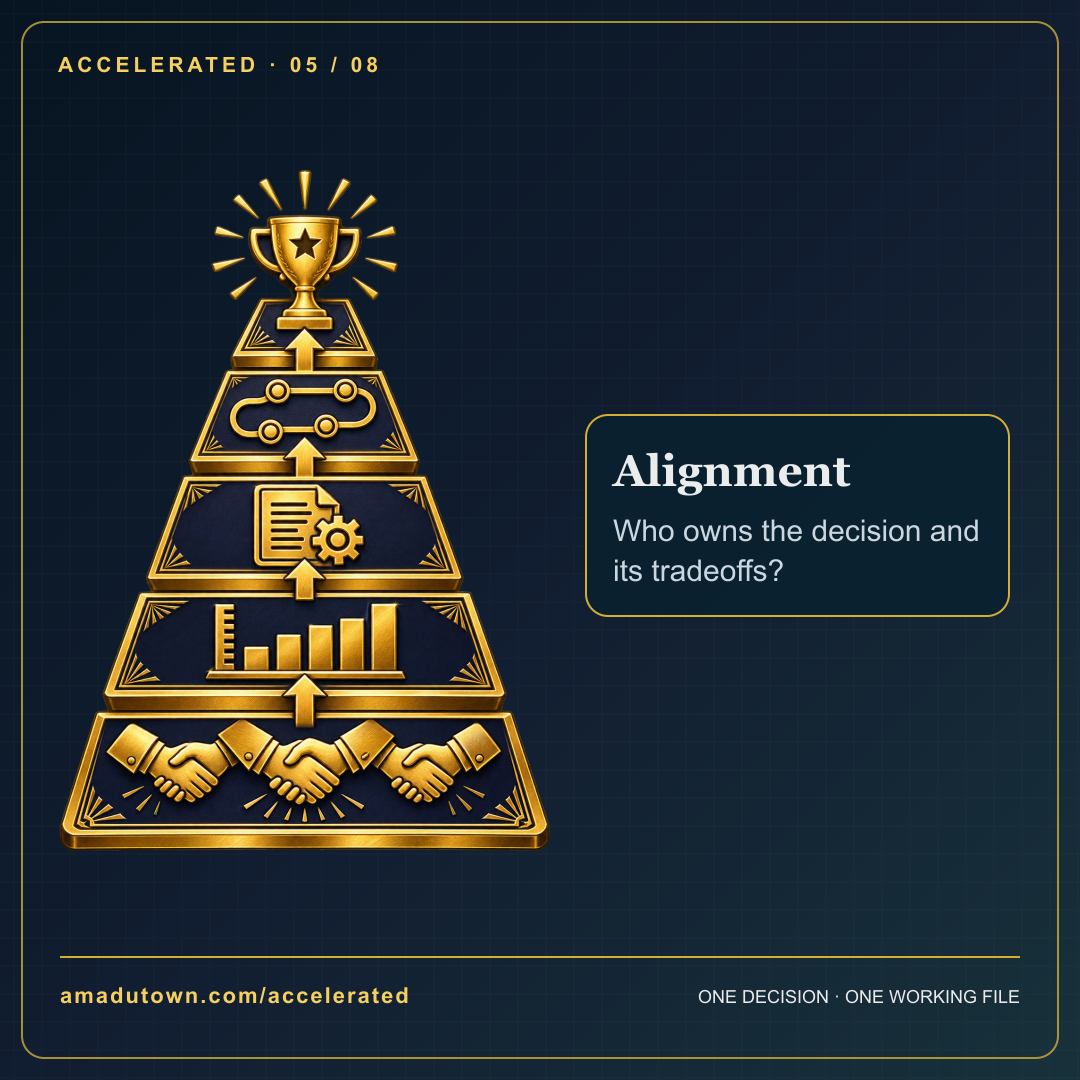 ACCELERATED · 05 / 08
Alignment
Who owns the decision and
its tradeoffs?
amadutown.com/accelerated
ONE DECISION · ONE WORKING FILE